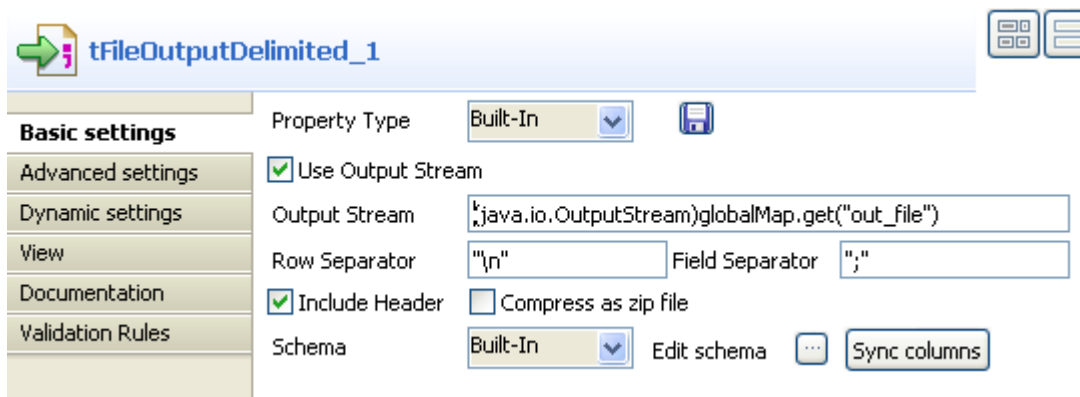 tFileOutputDelimited_1
Basic settings
Advanced settings
Dynamic settings
View
Documentation
Validation Rules
Property Type Built-In
Use Output Stream
Output Stream (java.io.OutputStream)globalMap.get("out_file")
Row Separator "\n" Field Separator ";"
Include Header Compress as zip file
Schema Built-In Edit schema ... Sync columns